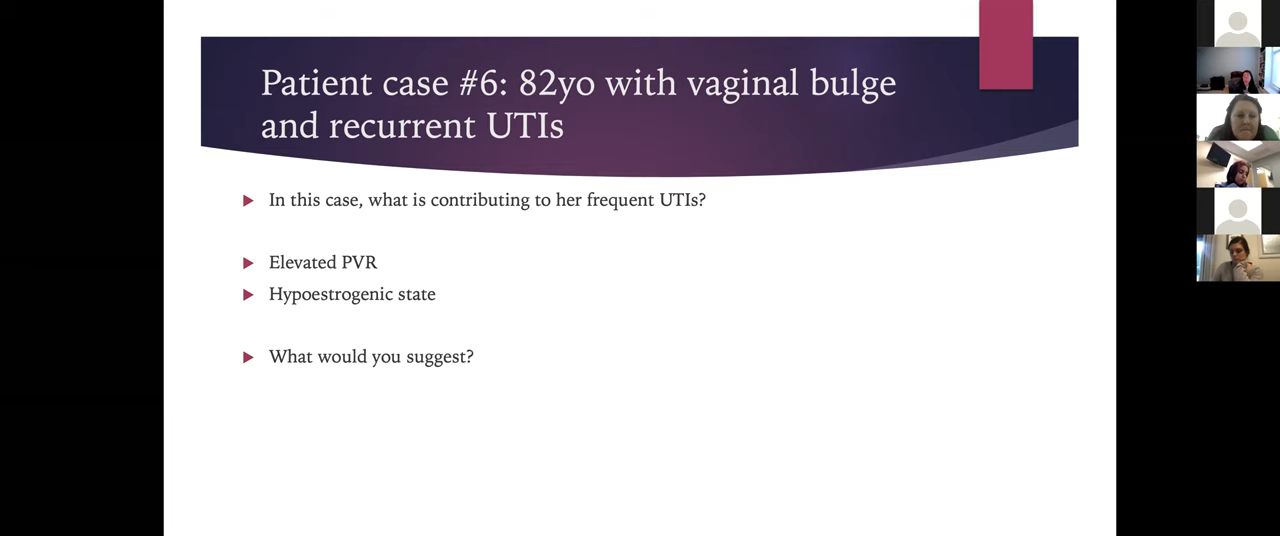 Patient case #6: 82yo with vaginal bulge
and recurrent UTIs
In this case, what is contributing to her frequent UTIs?
Elevated PVR
Hypoestrogenic state
What would you suggest?